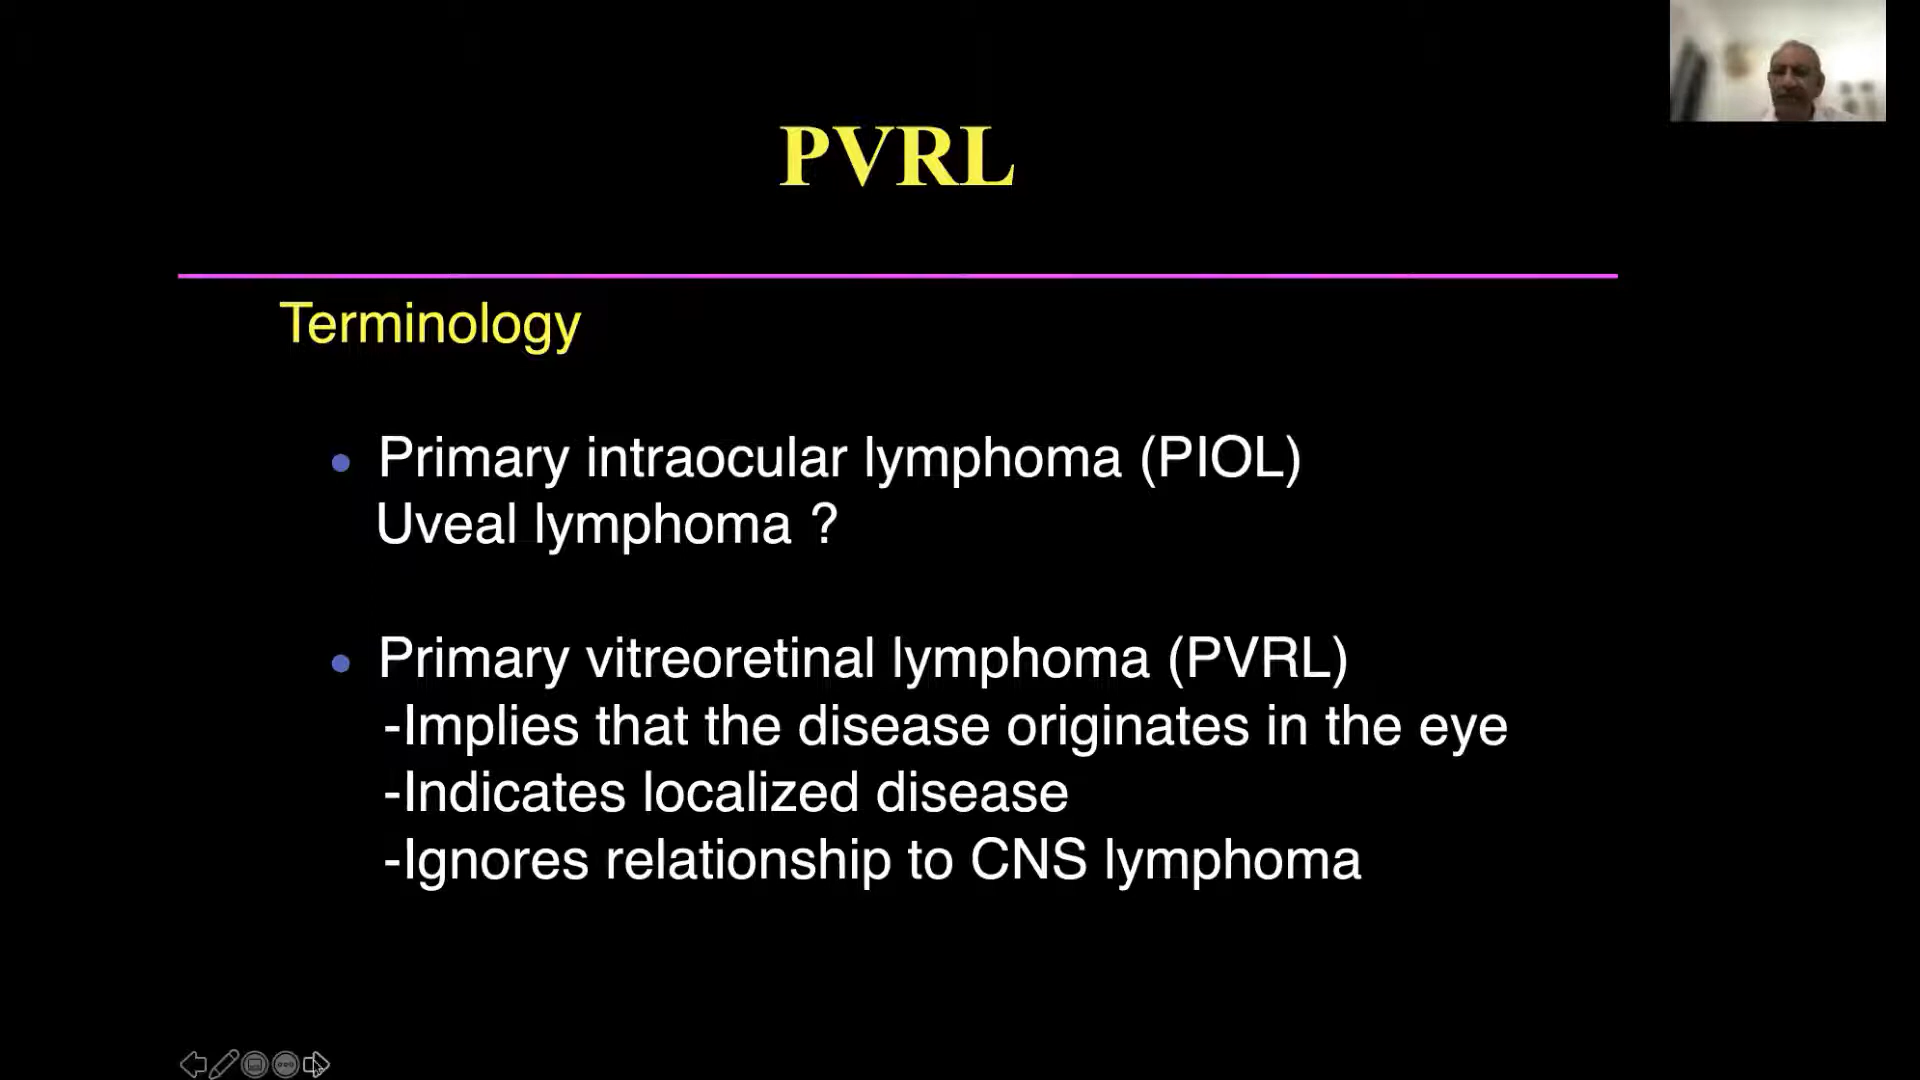 PVRL
Terminology
• Primary intraocular lymphoma (PIOL)
Uveal lymphoma ?
• Primary vitreoretinal lymphoma (PVRL)
-Implies that the disease originates in the eye
-Indicates localized disease
-Ignores relationship to CNS lymphoma